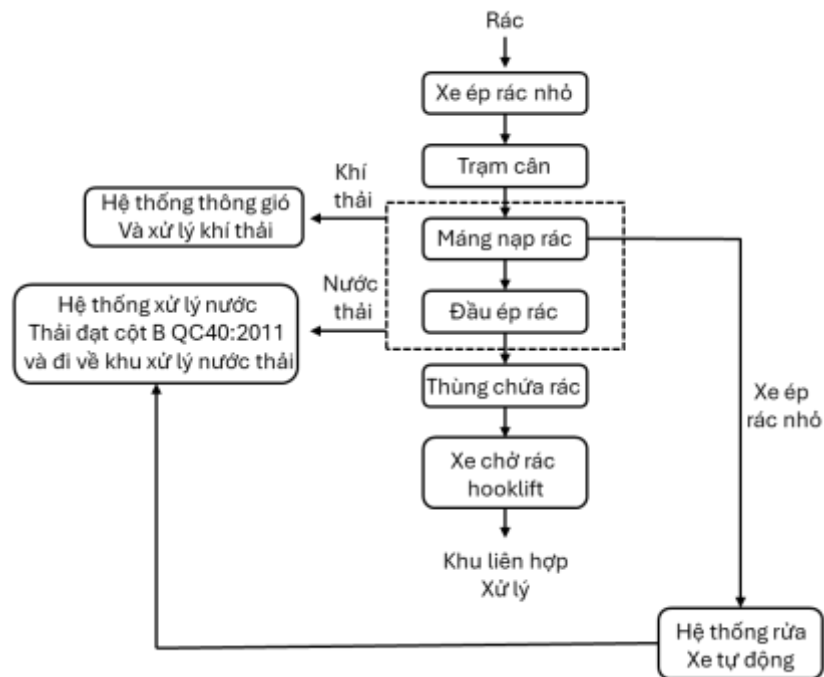 Rác
Xe ép rác nhỏ
Trạm cân
Khí
thải
Hệ thống thông gió
Và xử lý khí thải
Máng nạp rác
Nước
thải
Hệ thống xử lý nước
Thải đạt cột B QC40:2011
và đi về khu xử lý nước thải
Đầu ép rác
Thùng chứa rác
Xe ép
rác nhỏ
Xe chở rác
hooklift
Khu liên hợp
Xử lý
Hệ thống rửa
Xe tự động